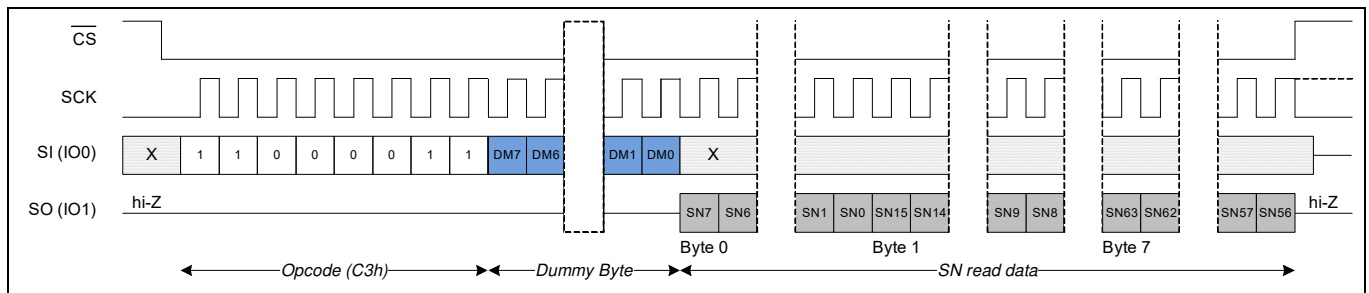 CS
SCK
SI (IO0) X 1 1 0 0 0 0 1 1 DM7 DM6 DM1 DM0 X
SO (IO1) hi-Z SN7 SN6 SN1 SN0 SN15 SN14 SN9 SN8 SN63 SN62 SN57 SN56 hi-Z
Byte 0 Byte 1 Byte 7
Opcode (C3h) Dummy Byte SN read data